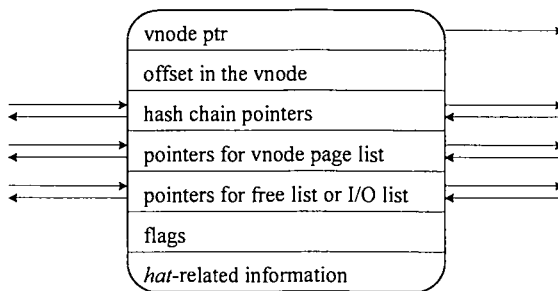 vnode ptr
offset in the vnode
hash chain pointers
pointers for vnode page list
pointers for free list or I/O list
flags
hat-related information